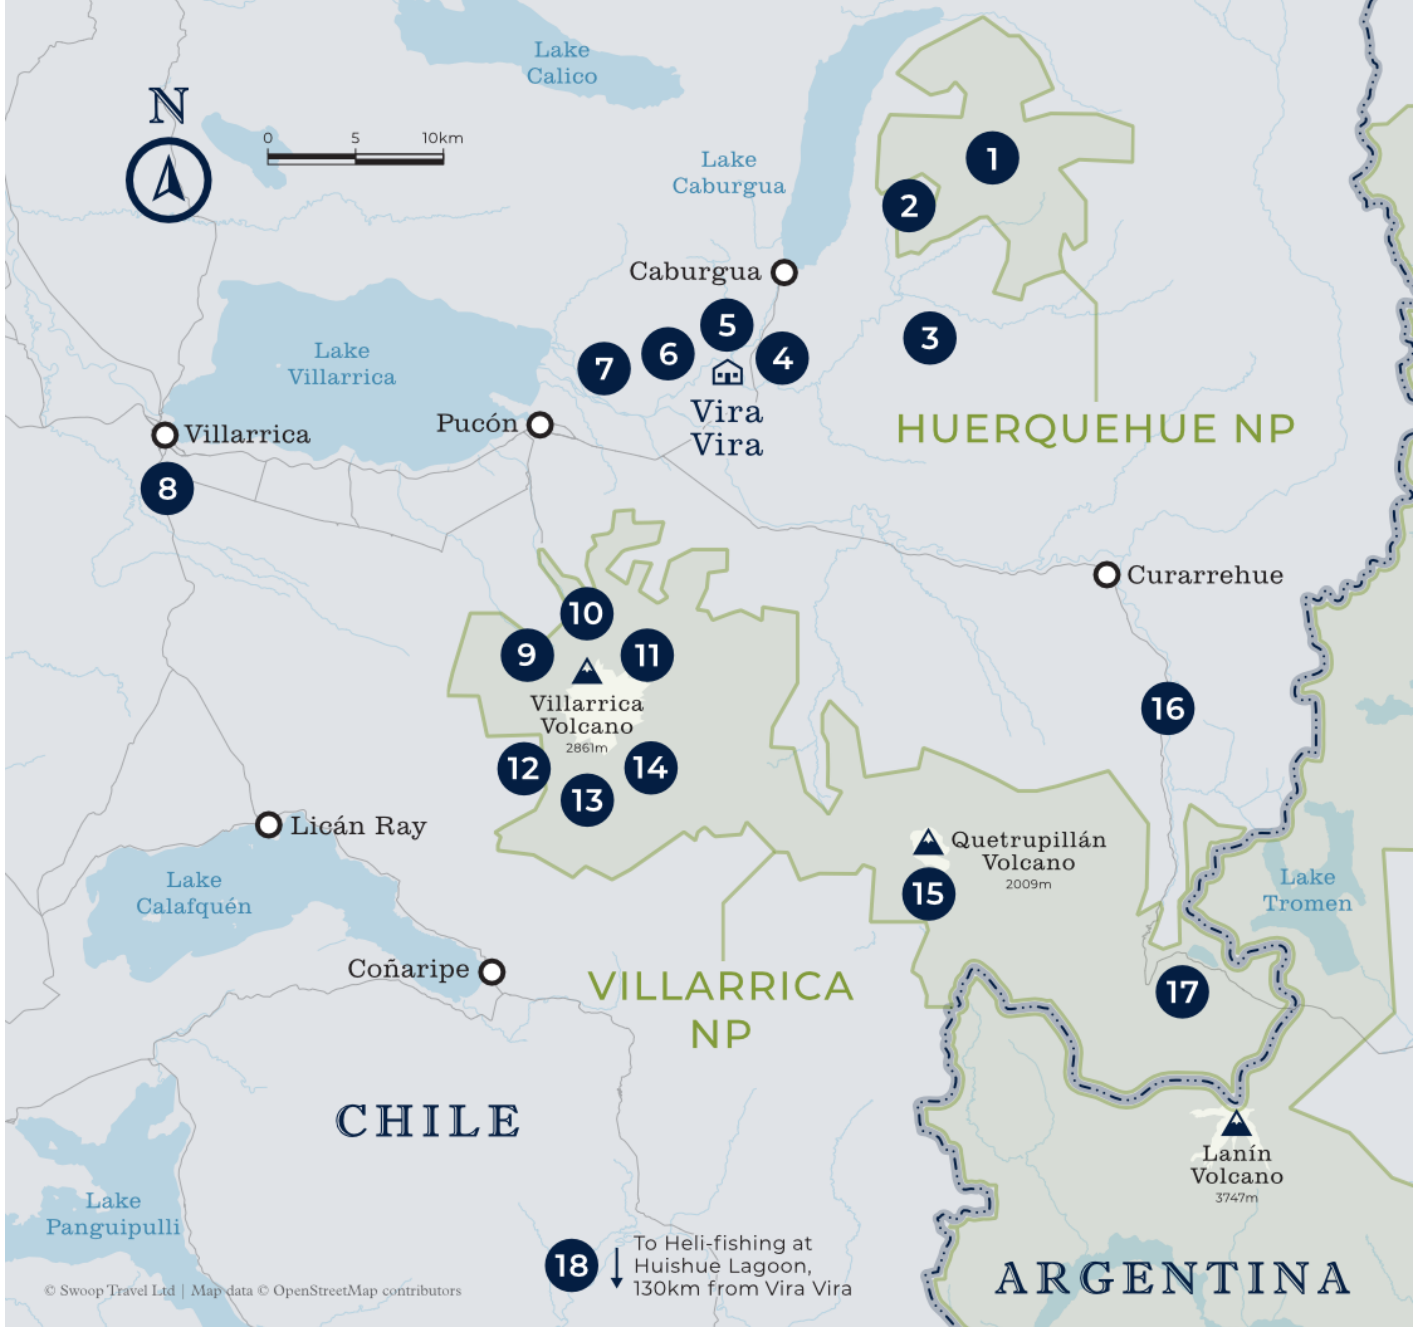 Lake
Calico
N
0 5 10km
Lake
Caburgua
1
2
Caburgua
3
4
5
6
7
Vira
Vira
HUERQUEHUE NP
Lake
Villarrica
Pucón
Villarrica
8
Curarrehue
9
10
11
Villarrica
Volcano
2861m
12
13
14
16
Licán Ray
Quetrupillán
Volcano
2009m
15
Lake
Calafquén
Lake
Tromen
Coñaripe
VILLARRICA
NP
17
CHILE
Lanín
Volcano
3747m
Lake
Panguipulli
18
To Heli-fishing at
Huishue Lagoon,
130km from Vira Vira
ARGENTINA
© Swoop Travel Ltd | Map data © OpenStreetMap contributors